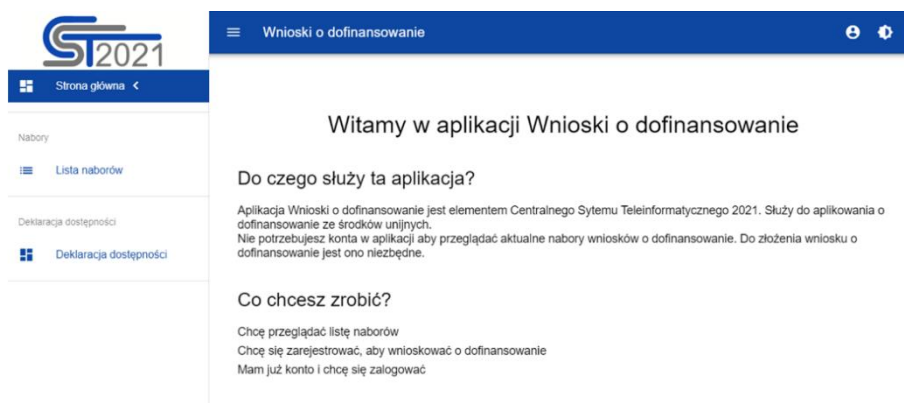 CST2021
Wnioski o dofinansowanie
Strona główna
Nabory
Lista naborów
Deklaracja dostępności
Deklaracja dostępności
Witamy w aplikacji Wnioski o dofinansowanie
Do czego służy ta aplikacja?
Aplikacja Wnioski o dofinansowanie jest elementem Centralnego Sytemu Teleinformatycznego 2021. Służy do aplikowania o
dofinansowanie ze środków unijnych.
Nie potrzebujesz konta w aplikacji aby przeglądać aktualne nabory wniosków o dofinansowanie. Do złożenia wniosku o
dofinansowanie jest ono niezbędne.
Co chcesz zrobić?
Chcę przeglądać listę naborów
Chcę się zarejestrować, aby wnioskować o dofinansowanie
Mam już konto i chcę się zalogować